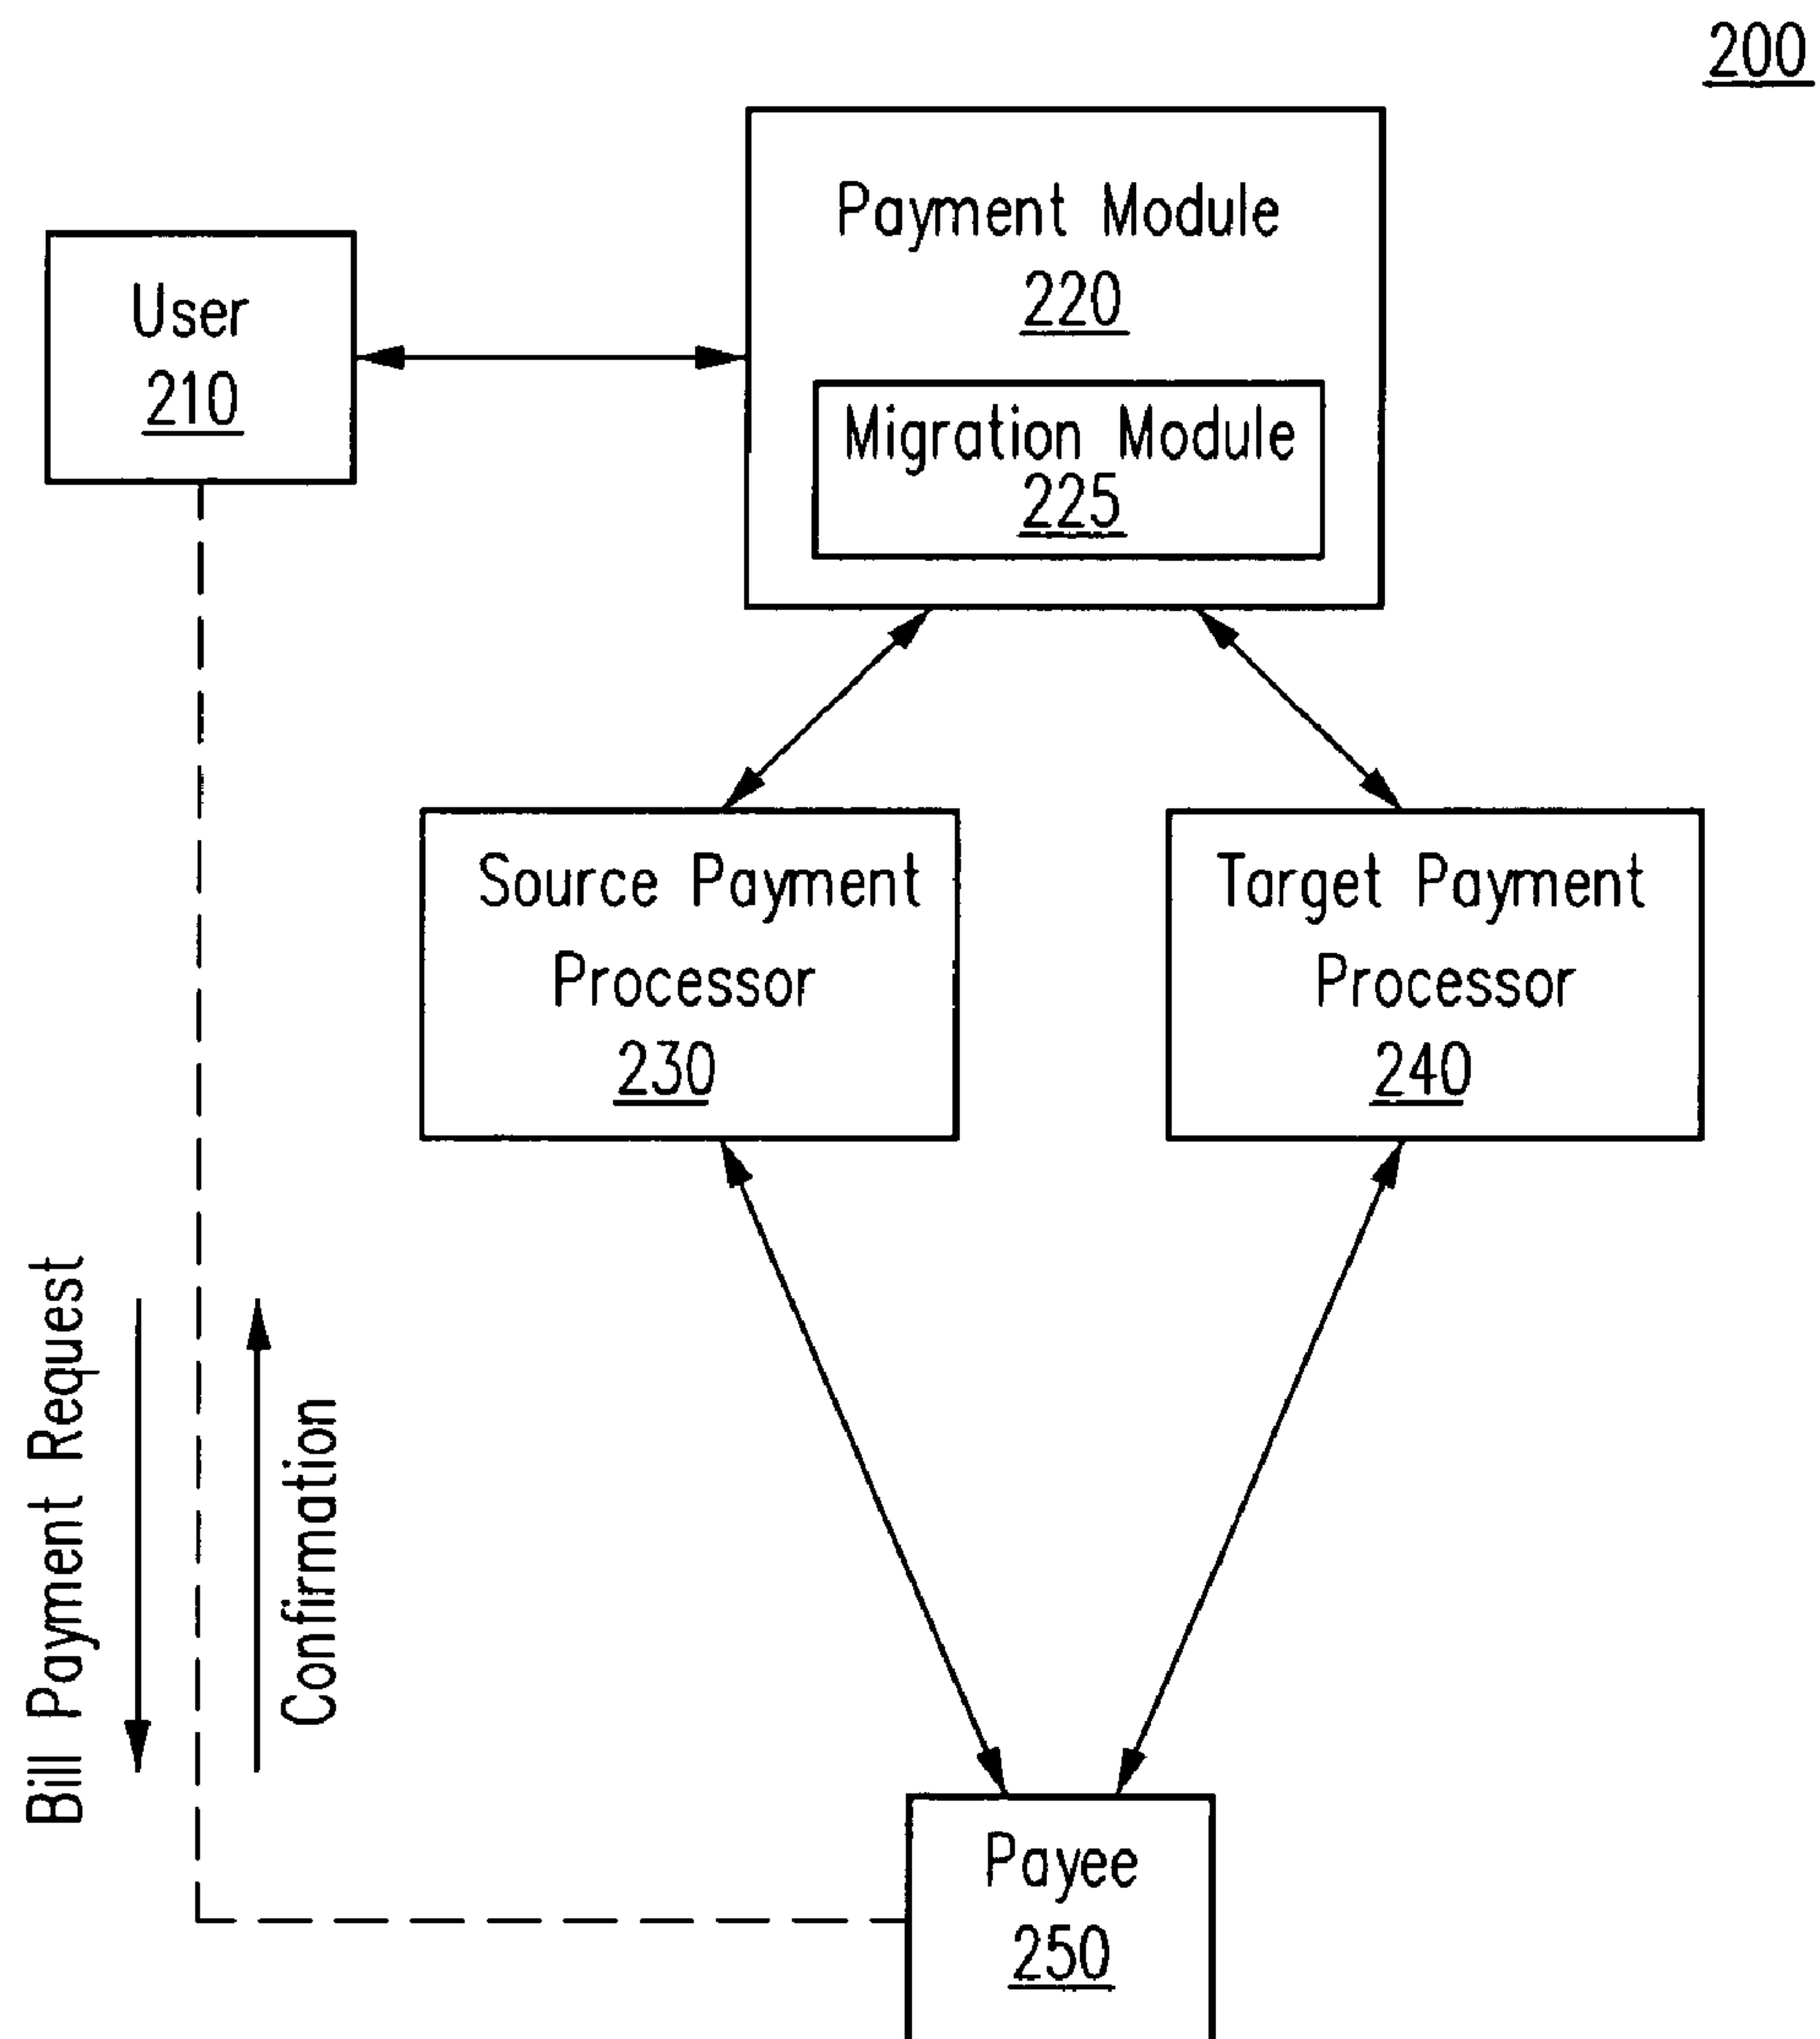 200
Payment Module
220
User
210
Migration Module
225
Source Payment
Processor
230
Target Payment
Processor
240
Bill Payment Request
Confirmation
Payee
250